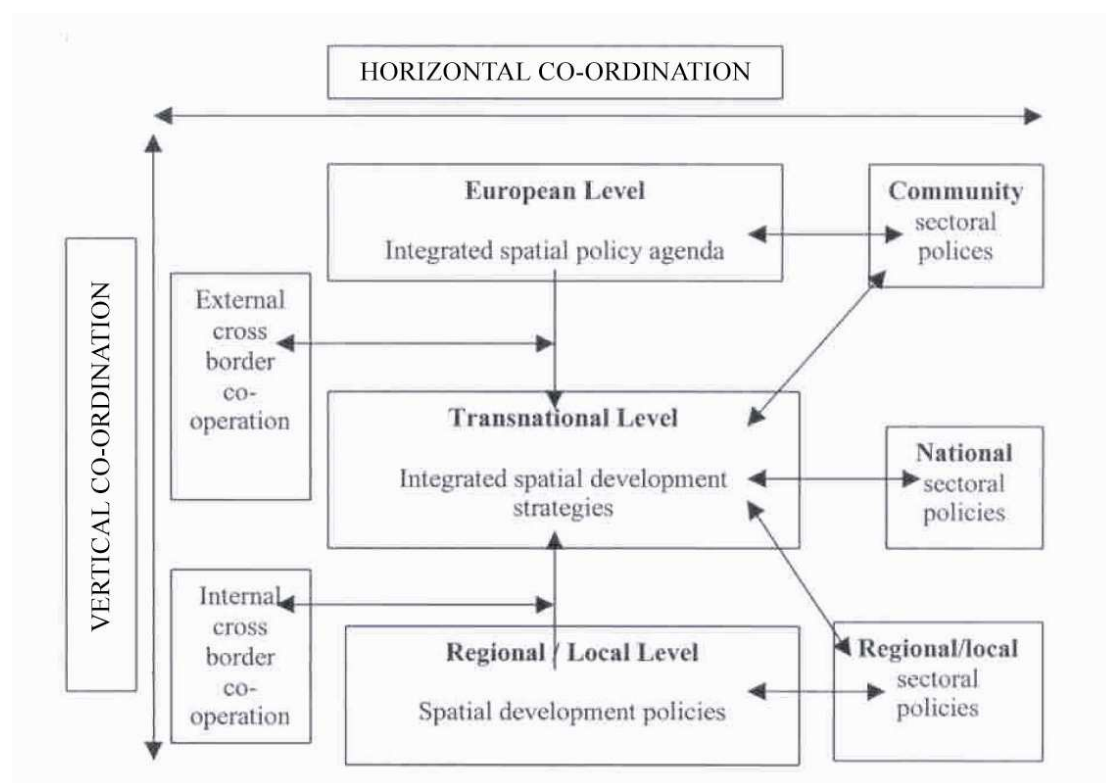 HORIZONTAL CO-ORDINATION
VERTICAL CO-ORDINATION
European Level
Integrated spatial policy agenda
Community
sectoral
polices
External
cross
border
co-
operation
Transnational Level
Integrated spatial development
strategies
National
sectoral
policies
Internal
cross
border
co-
operation
Regional / Local Level
Spatial development policies
Regional/local
sectoral
policies